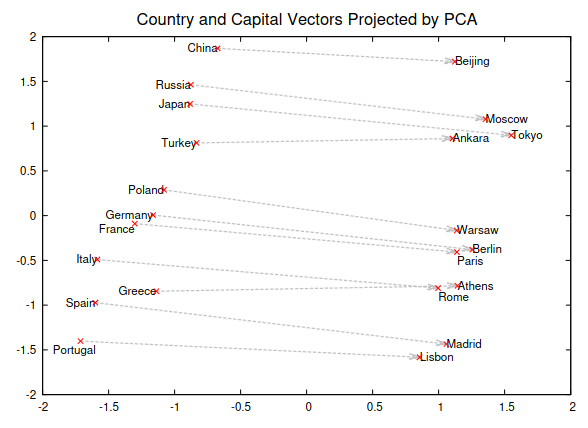 Country and Capital Vectors Projected by PCA
2
China
Beijing
1.5
Russia
Japan
Moscow
1
Tokyo
Turkey
Ankara
0.5
Poland
Germany
0
France
Warsaw
Berlin
Paris
Italy
-0.5
Greece
Athens
Rome
Spain
-1
Madrid
Portugal
-1.5
Lisbon
-2
-2 -1.5 -1 -0.5 0 0.5 1 1.5 2